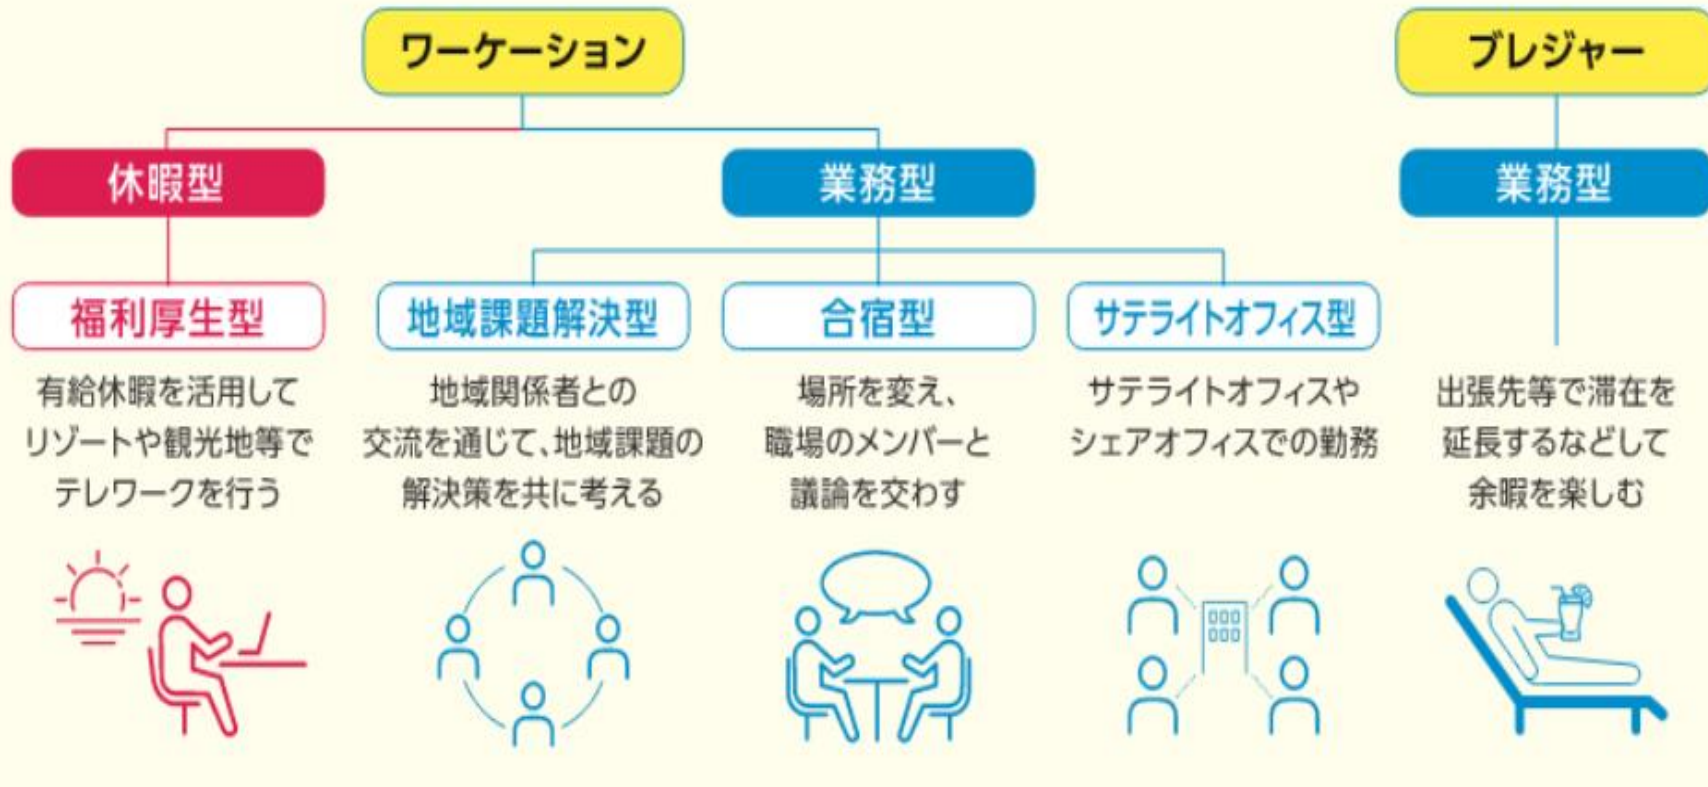 ワーケーション
ブレジャー
休暇型
業務型
業務型
福利厚生型
地域課題解決型
合宿型
サテライトオフィス型
有給休暇を活用して
リゾートや観光地等で
テレワークを行う
地域関係者との
交流を通じて、地域課題の
解決策を共に考える
場所を変え、
職場のメンバーと
議論を交わす
サテライトオフィスや
シェアオフィスでの勤務
出張先等で滞在を
延長するなどして
余暇を楽しむ